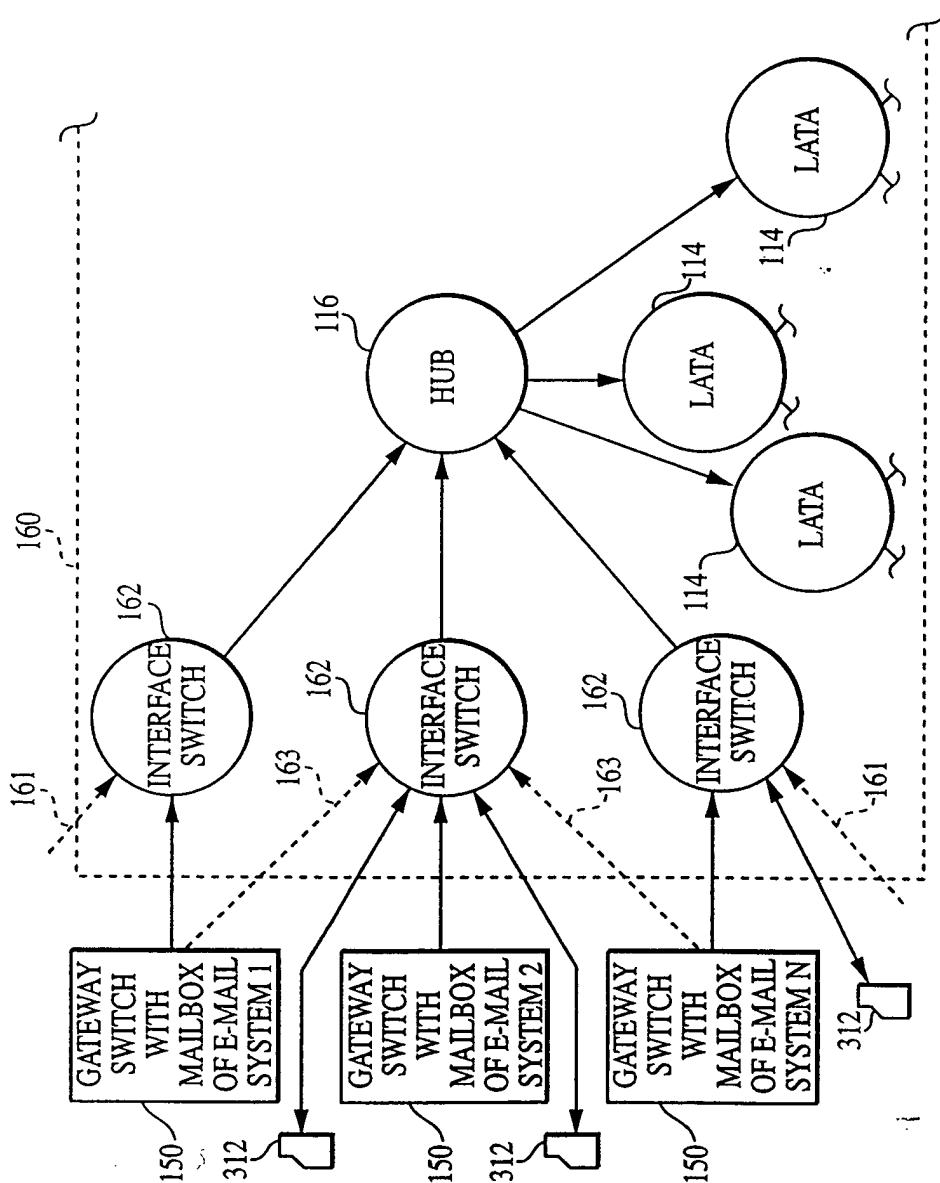 160
161
162
INTERFACE
SWITCH
GATEWAY
SWITCH
WITH
MAILBOX
OF E-MAIL
SYSTEM 1
150
312
163
162
INTERFACE
SWITCH
116
HUB
GATEWAY
SWITCH
WITH
MAILBOX
OF E-MAIL
SYSTEM 2
150
312
163
162
INTERFACE
SWITCH
161
GATEWAY
SWITCH
WITH
MAILBOX
OF E-MAIL
SYSTEM N
150
312
114
LATA
114
LATA
114
LATA